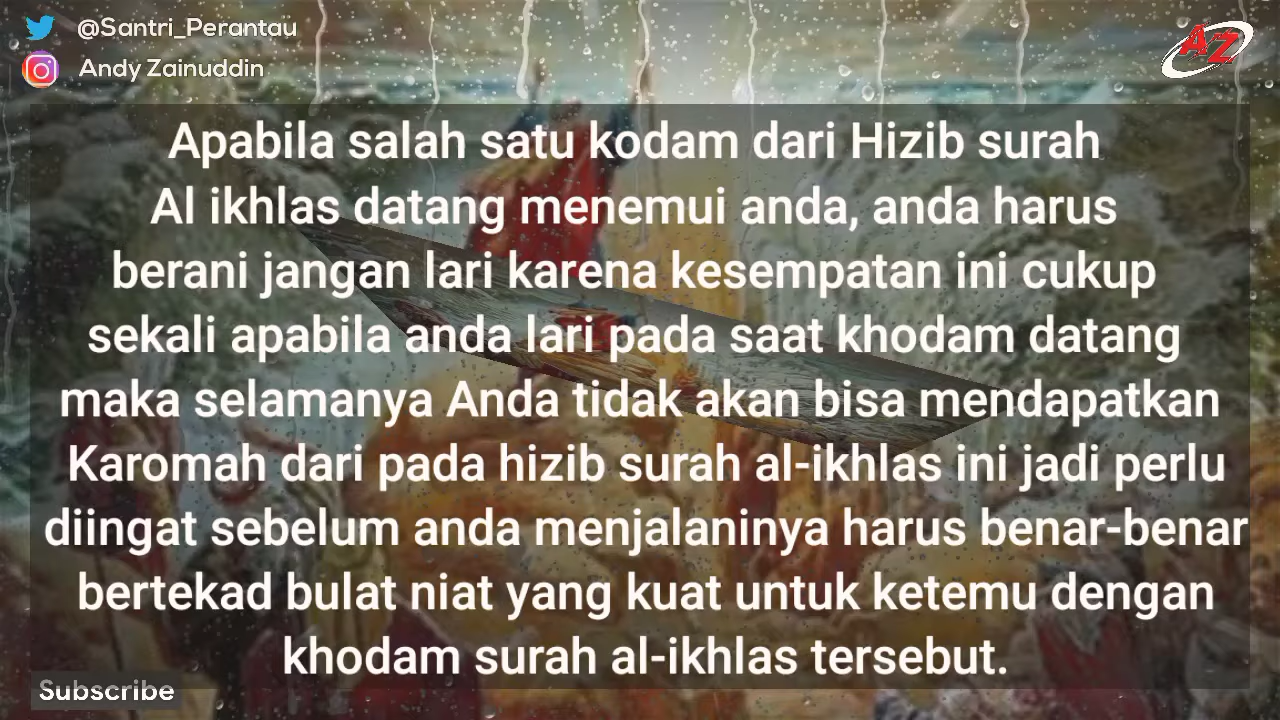 @Santri_Perantau
Andy Zainuddin
AZ
Apabila salah satu kodam dari Hizib surah
Al ikhlas datang menemui anda, anda harus
berani jangan lari karena kesempatan ini cukup
sekali apabila anda lari pada saat khodam datang
maka selamanya Anda tidak akan bisa mendapatkan
Karomah dari pada hizib surah al-ikhlas ini jadi perlu
diingat sebelum anda menjalaninya harus benar-benar
bertekad bulat niat yang kuat untuk ketemu dengan
khodam surah al-ikhlas tersebut.
Subscribe